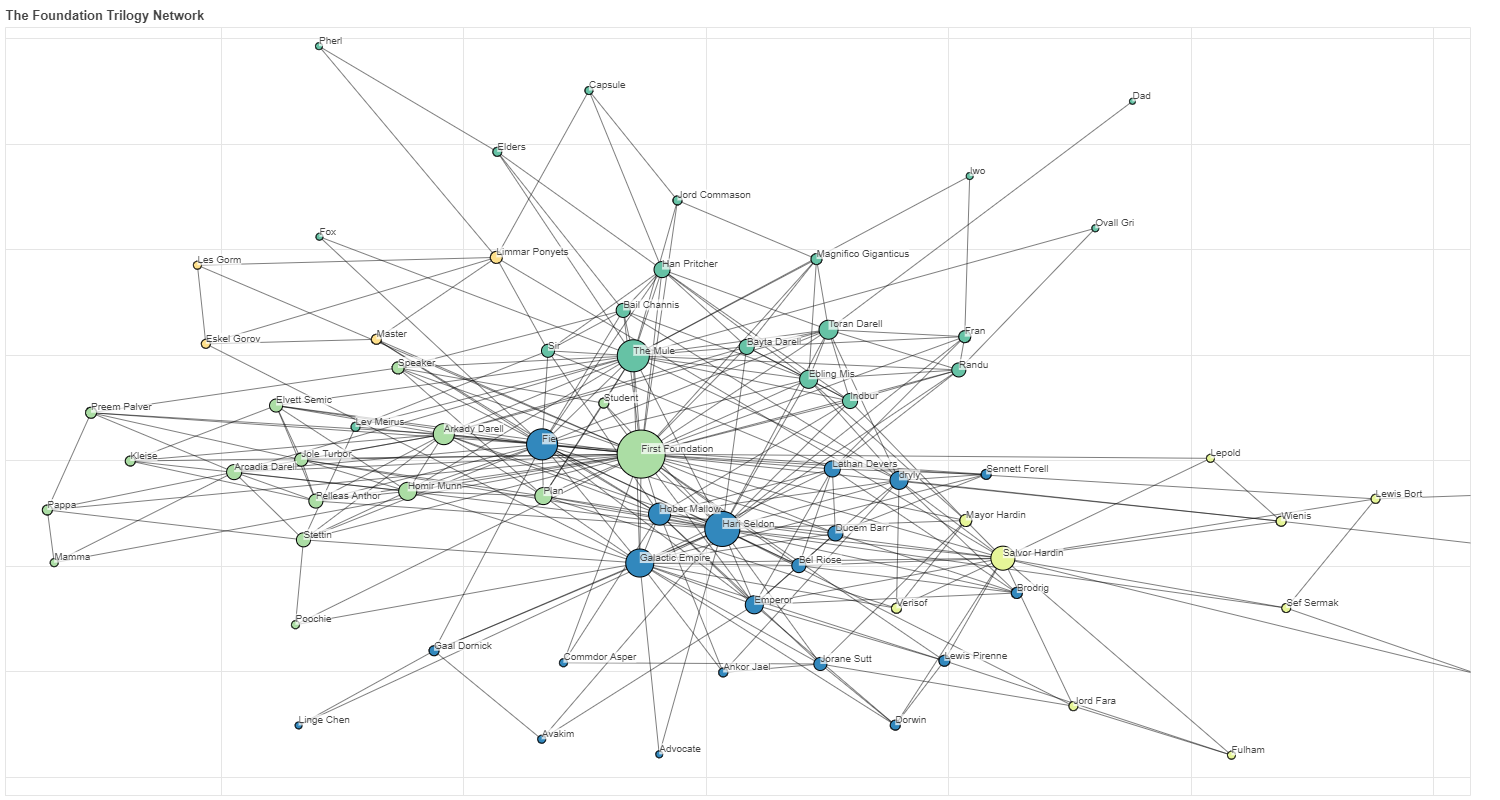 The Foundation Trilogy Network
Pherl
Capsule
Dad
Elders
Iwo
Jord Commason
Ovall Gri
Fox
Limmar Ponyets
Magnifico Giganticus
Les Gorm
Han Pritcher
Bail Channis
Toran Darell
Eskel Gorov
Master
Fran
Sir
The Mule
Bayta Darell
Speaker
Ebling Mis
Randu
Student
Indbur
Elvett Semic
Preem Palver
Lev Meirus
Arkady Darell
Fie
First Foundation
Kleise
Jole Turbor
Lepold
Arcadia Darell
Lathan Devers
dryly
Sennett Forell
Pelleas Anthor
Homir Munn
Plan
Lewis Bort
Pappa
Hober Mallow
Mayor Hardin
Wienis
Stettin
Hari Seldon
Ducem Barr
Mamma
Galactic Empire
Bel Riose
Salvor Hardin
Brodrig
Emperor
Verisof
Sef Sermak
Poochie
Gaal Dornick
Commdor Asper
Ankor Jael
Jorane Sutt
Lewis Pirenne
Jord Fara
Linge Chen
Avakim
Advocate
Dorwin
Fulham